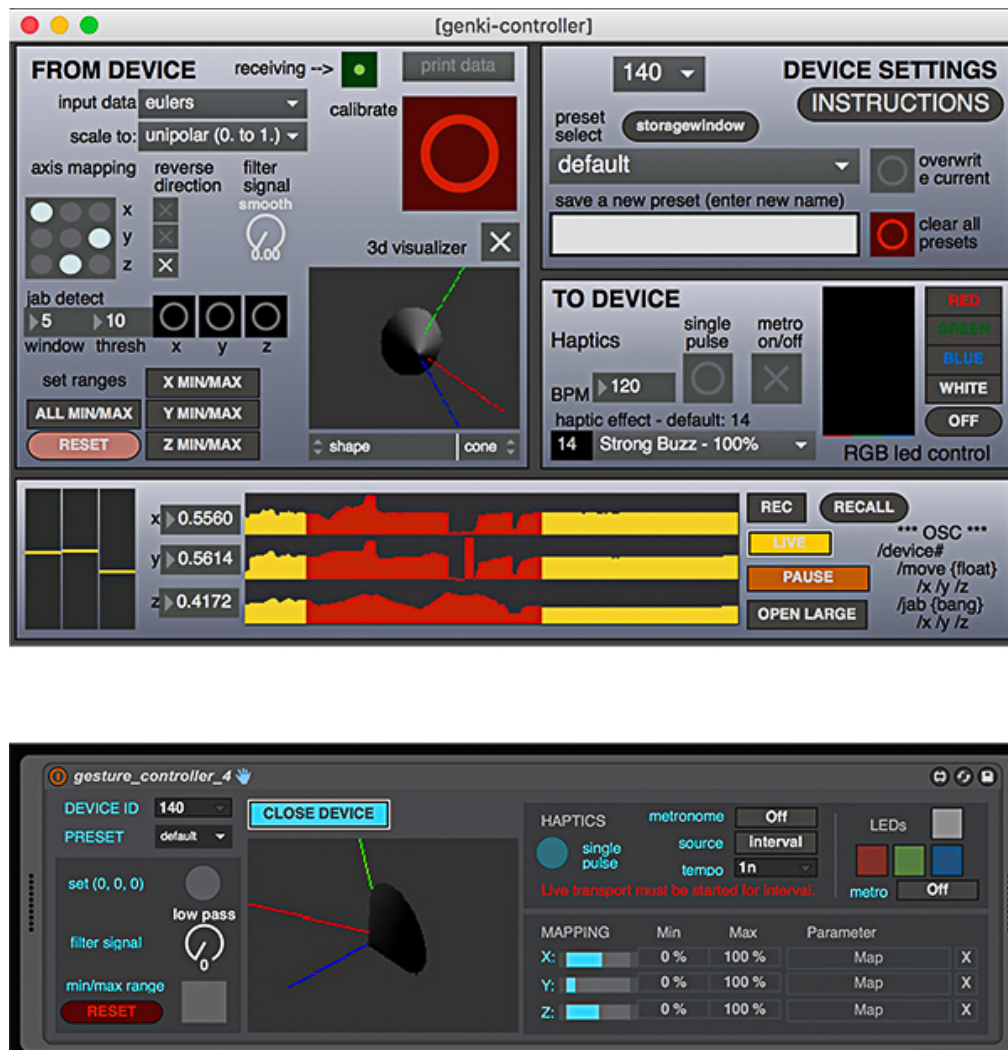 [genki-controller]
FROM DEVICE
receiving -->
print data
input data eulers
calibrate
scale to: unipolar (0. to 1.)
axis mapping
reverse
direction
filter
signal
smooth
0.00
x
y
z
3d visualizer
jab detect
5 10
window thresh x y z
set ranges
X MIN/MAX
ALL MIN/MAX
Y MIN/MAX
RESET
Z MIN/MAX
shape cone
140
DEVICE SETTINGS
INSTRUCTIONS
preset
select
storagewindow
default
overwrit
e current
save a new preset (enter new name)
clear all
presets
TO DEVICE
Haptics
single
pulse
metro
on/off
BPM 120
haptic effect - default: 14
14 Strong Buzz - 100%
RED
GREEN
BLUE
WHITE
OFF
RGB led control
x 0.5560
y 0.5614
z 0.4172
REC
RECALL
LIVE
PAUSE
OPEN LARGE
*** OSC ***
/device#
/move {float}
/x /y /z
/jab {bang}
/x /y /z
gesture_controller_4
DEVICE ID 140
PRESET default
CLOSE DEVICE
set (0, 0, 0)
low pass
filter signal
0
min/max range
RESET
HAPTICS
single
pulse
metronome Off
source Interval
tempo 1n
Live transport must be started for interval.
LEDs
metro Off
MAPPING Min Max Parameter
X: 0 % 100 % Map X
Y: 0 % 100 % Map X
Z: 0 % 100 % Map X